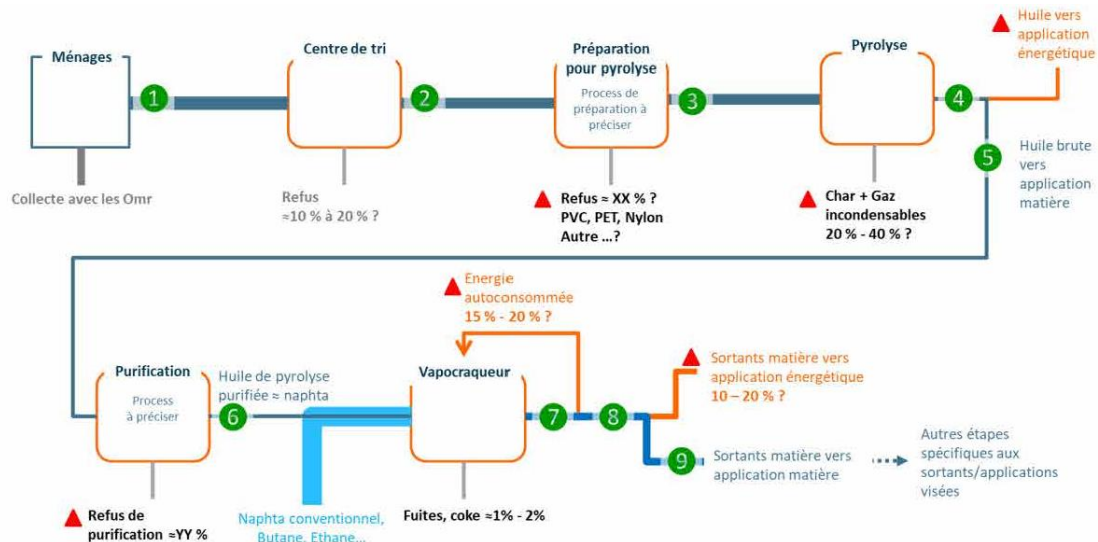 Ménages
1
Collecte avec les Omr
Centre de tri
2
Refus
≈10 % à 20 % ?
Préparation
pour pyrolyse
Process de
préparation à
préciser
3
Refus ≈ XX % ?
PVC, PET, Nylon
Autre ...?
Pyrolyse
4
Char + Gaz
incondensables
20 % - 40 % ?
Huile vers
application
énergétique
5
Huile brute
vers
application
matière
Purification
Process
à préciser
Refus de
purification ≈YY %
Huile de pyrolyse
purifiée ≈ naphta
6
Naphta conventionnel,
Butane, Ethane...
Energie
autoconsommée
15 % - 20 % ?
Vapocraqueur
Fuites, coke ≈1% - 2%
7
8
Sortants matière vers
application énergétique
10 – 20 % ?
9
Sortants matière vers
application matière
Autres étapes
spécifiques aux
sortants/applications
visées